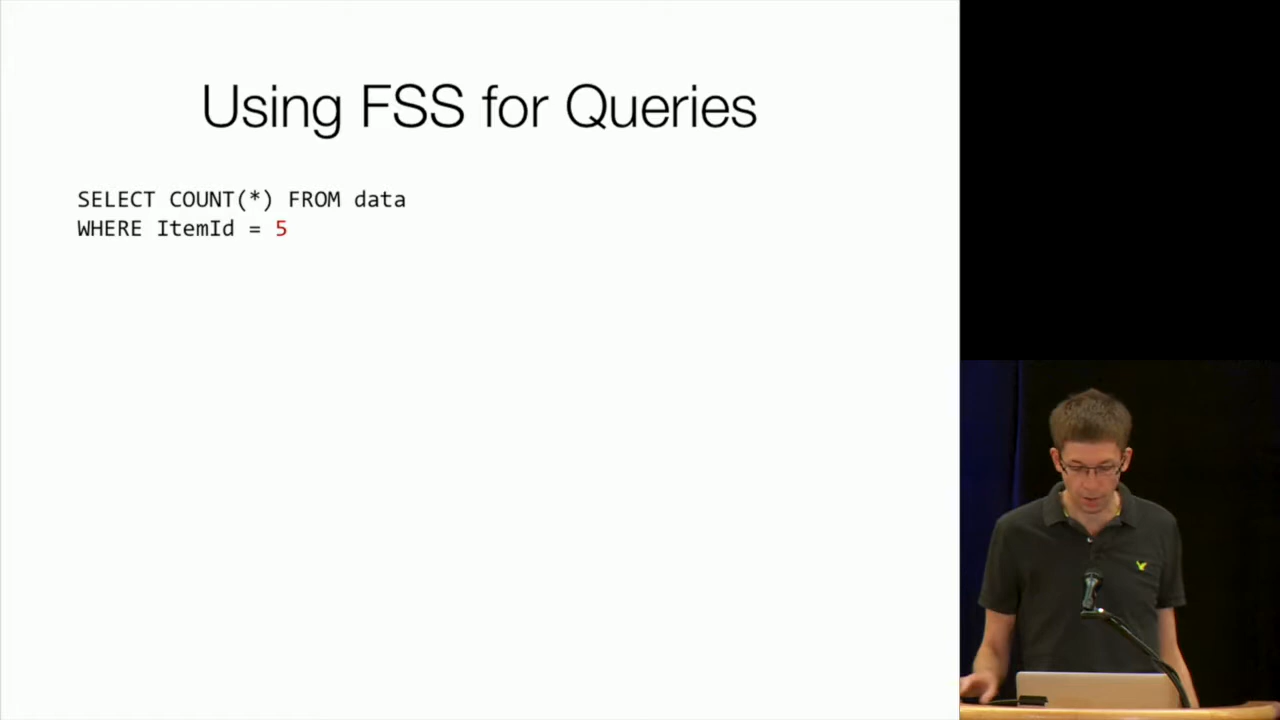 Using FSS for Queries
SELECT COUNT(*) FROM data
WHERE ItemId = 5